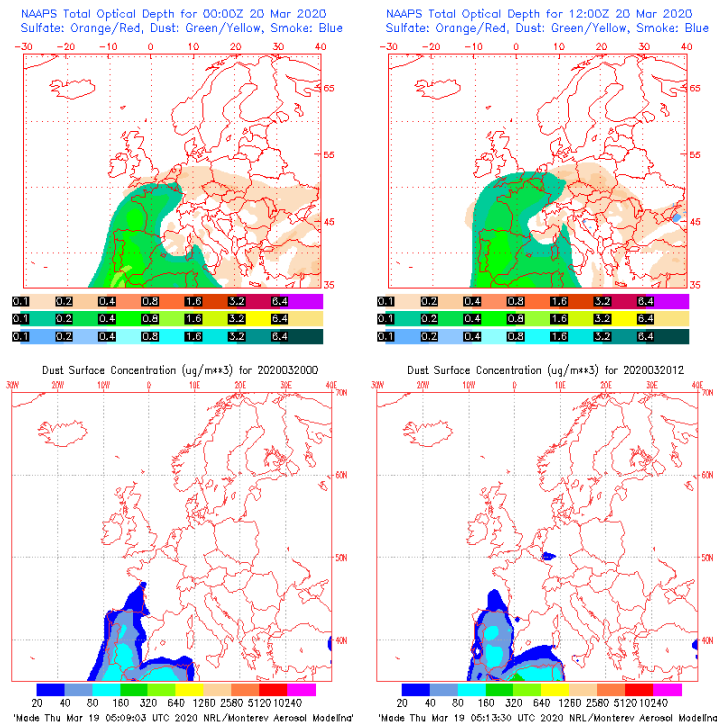 NAAPS Total Optical Depth for 00:00Z 20 Mar 2020
Sulfate: Orange/Red, Dust: Green/Yellow, Smoke: Blue
-30 -20 -10 0 10 20 30 40
65
55
45
35
0.1 0.2 0.4 0.8 1.6 3.2 6.4
0.1 0.2 0.4 0.8 1.6 3.2 6.4
0.1 0.2 0.4 0.8 1.6 3.2 6.4
NAAPS Total Optical Depth for 12:00Z 20 Mar 2020
Sulfate: Orange/Red, Dust: Green/Yellow, Smoke: Blue
-30 -20 -10 0 10 20 30 40
65
55
45
35
0.1 0.2 0.4 0.8 1.6 3.2 6.4
0.1 0.2 0.4 0.8 1.6 3.2 6.4
0.1 0.2 0.4 0.8 1.6 3.2 6.4
Dust Surface Concentration (ug/m**3) for 2020032000
30W 20W 10W 0 10E 20E 30E 40E
70N
60N
50N
40N
20 40 80 160 320 640 1280 2560 5120 10240
'Made Thu Mar 19 05:09:03 UTC 2020 NRL/Monterey Aerosol Modeling'
Dust Surface Concentration (ug/m**3) for 2020032012
30W 20W 10W 0 10E 20E 30E 40E
70N
60N
50N
40N
20 40 80 160 320 640 1280 2560 5120 10240
'Made Thu Mar 19 05:13:30 UTC 2020 NRL/Monterey Aerosol Modeling'